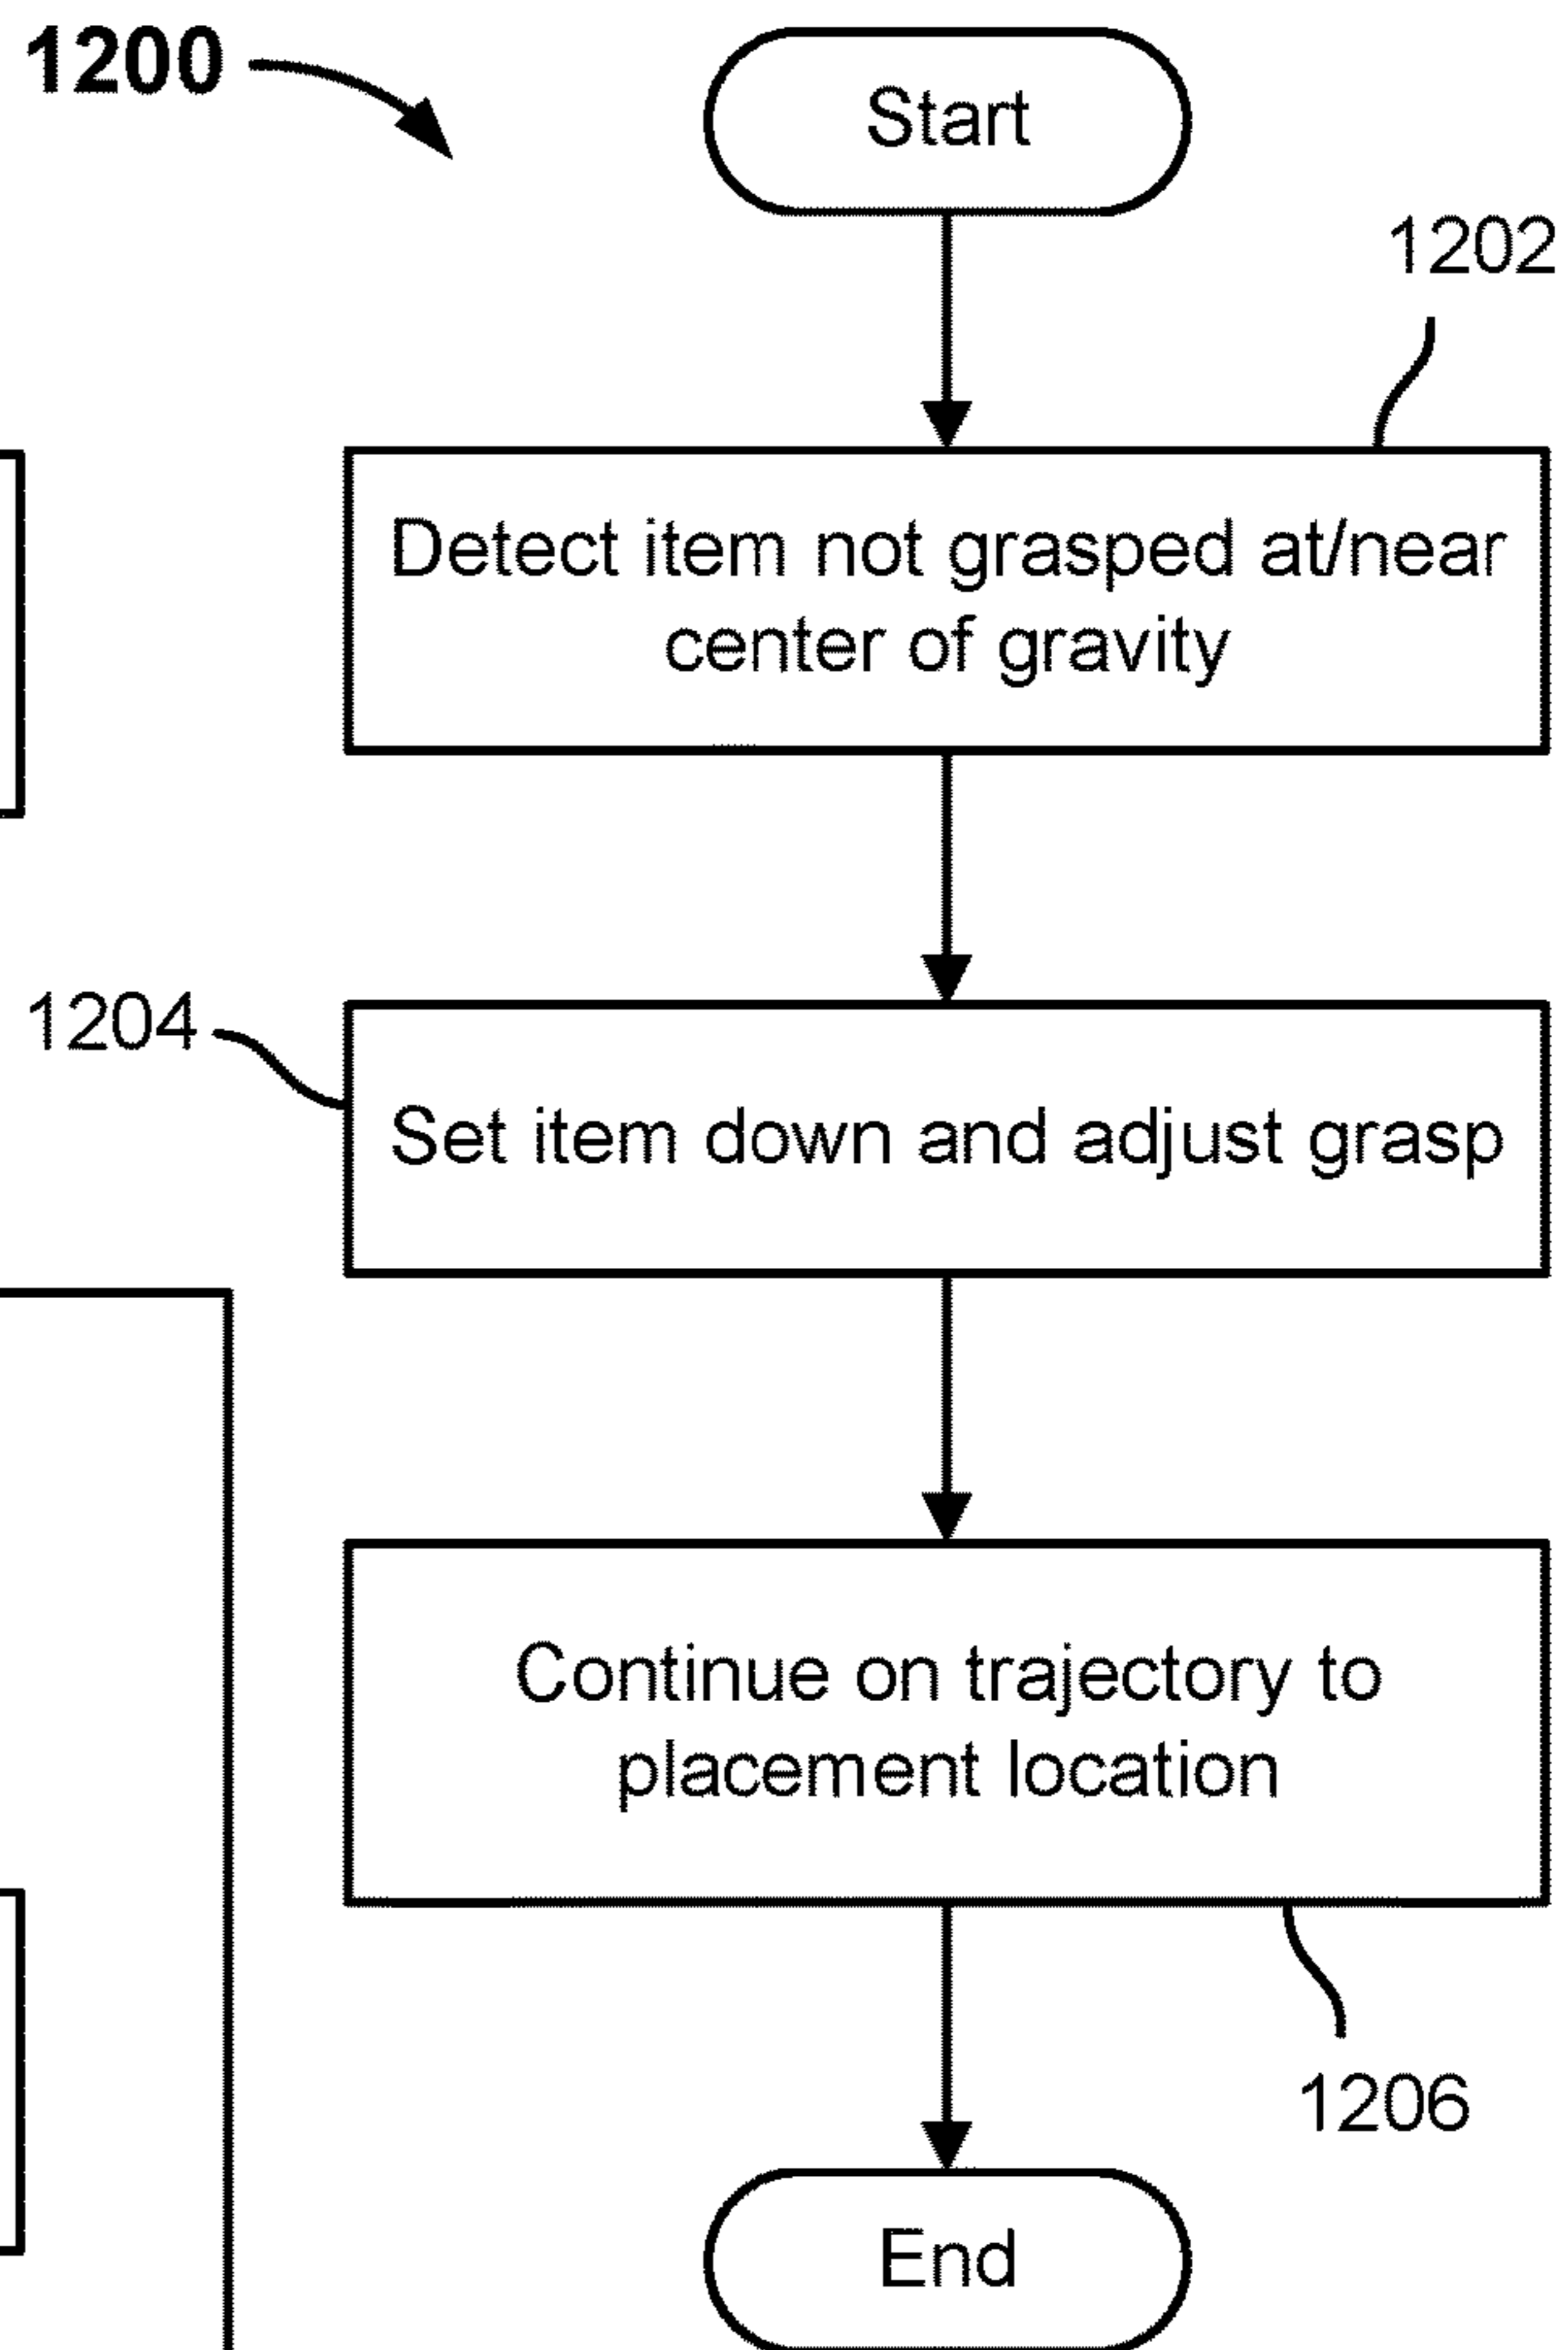 1200
Start
1202
Detect item not grasped at/near
center of gravity
1204
Set item down and adjust grasp
Continue on trajectory to
placement location
1206
End